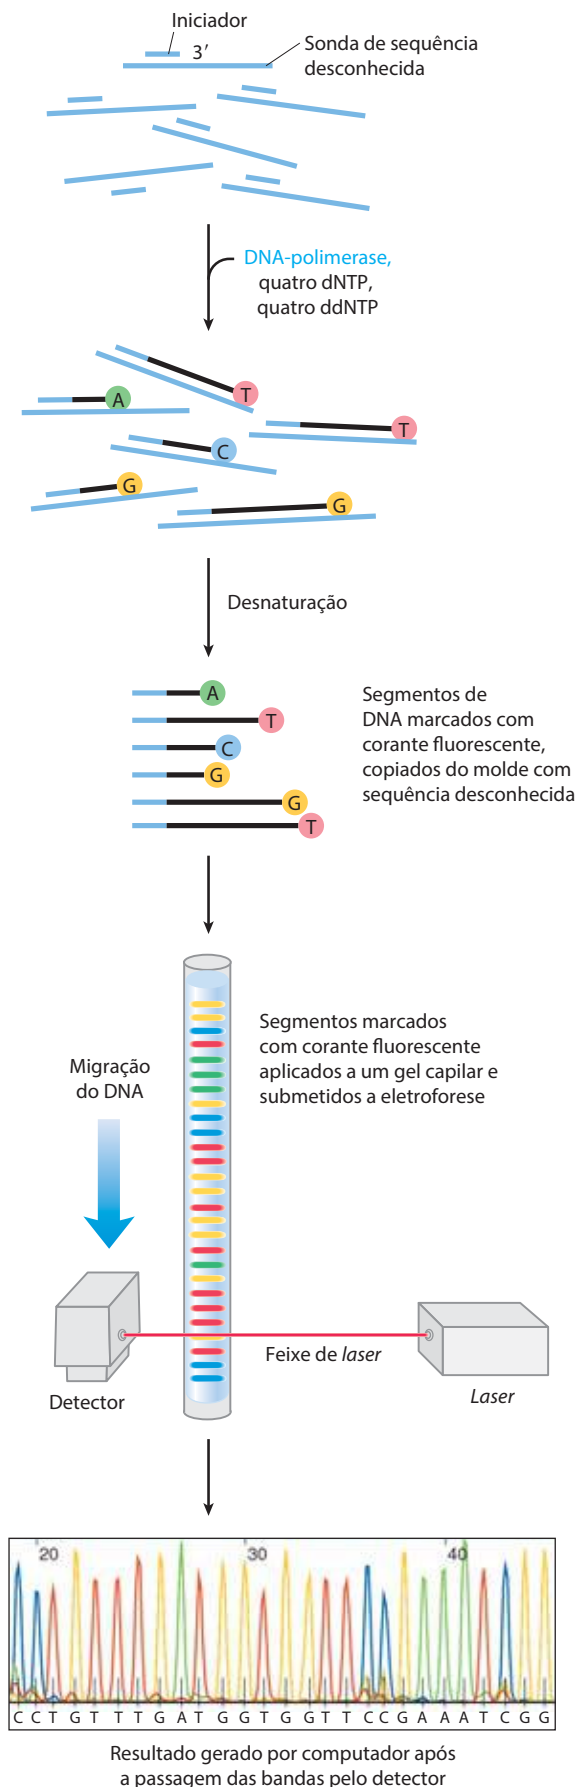 Iniciador
3′
Sonda de sequência
desconhecida
DNA-polimerase,
quatro dNTP,
quatro ddNTP
T
A
T
C
G
G
Desnaturação
A
T
C
G
G
T
Segmentos de
DNA marcados com
corante fluorescente,
copiados do molde com
sequência desconhecida
Segmentos marcados
com corante fluorescente
aplicados a um gel capilar e
submetidos a eletroforese
Migração
do DNA
Feixe de laser
Detector
Laser
20 30 40
C C T G T T T G A T G G T G G T T C C G A A A T C G G
Resultado gerado por computador após
a passagem das bandas pelo detector